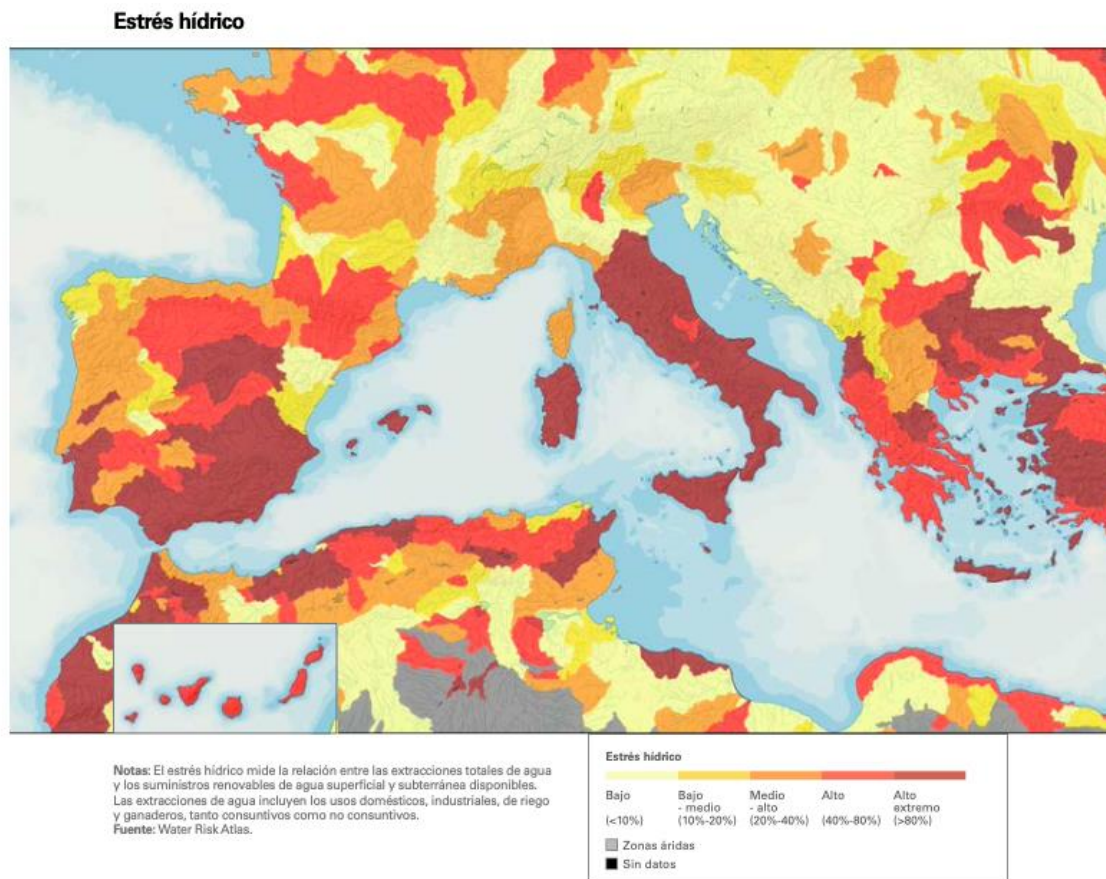 Estrés hídrico
Notas: El estrés hídrico mide la relación entre las extracciones totales de agua
y los suministros renovables de agua superficial y subterránea disponibles.
Las extracciones de agua incluyen los usos domésticos, industriales, de riego
y ganaderos, tanto consuntivos como no consuntivos.
Fuente: Water Risk Atlas.
Estrés hídrico
Bajo
(<10%)
Bajo
- medio
(10%-20%)
Medio
- alto
(20%-40%)
Alto
(40%-80%)
Alto
extremo
(>80%)
Zonas áridas
Sin datos